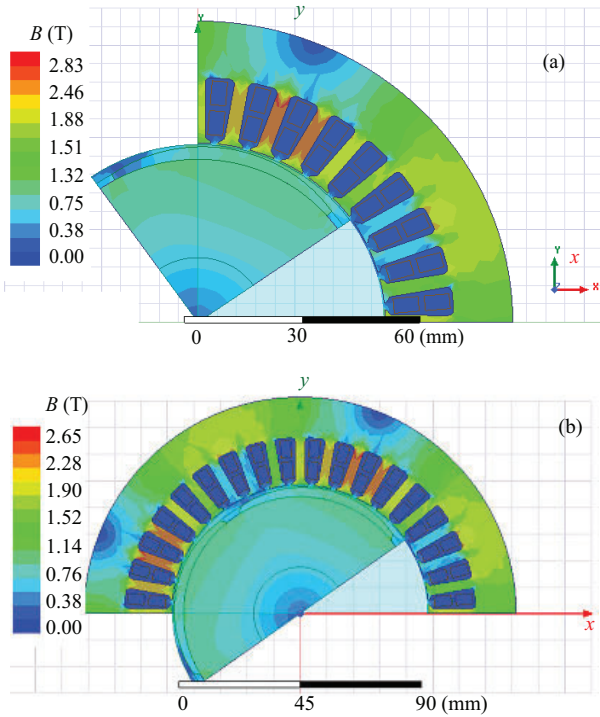 y
Y
B (T)
(a)
2.83
2.46
1.88
1.51
1.32
0.75
0.38
0.00
Y
x
Z
X
0 30 60 (mm)
y
B (T)
(b)
2.65
2.28
1.90
1.52
1.14
0.76
0.38
0.00
x
0 45 90 (mm)